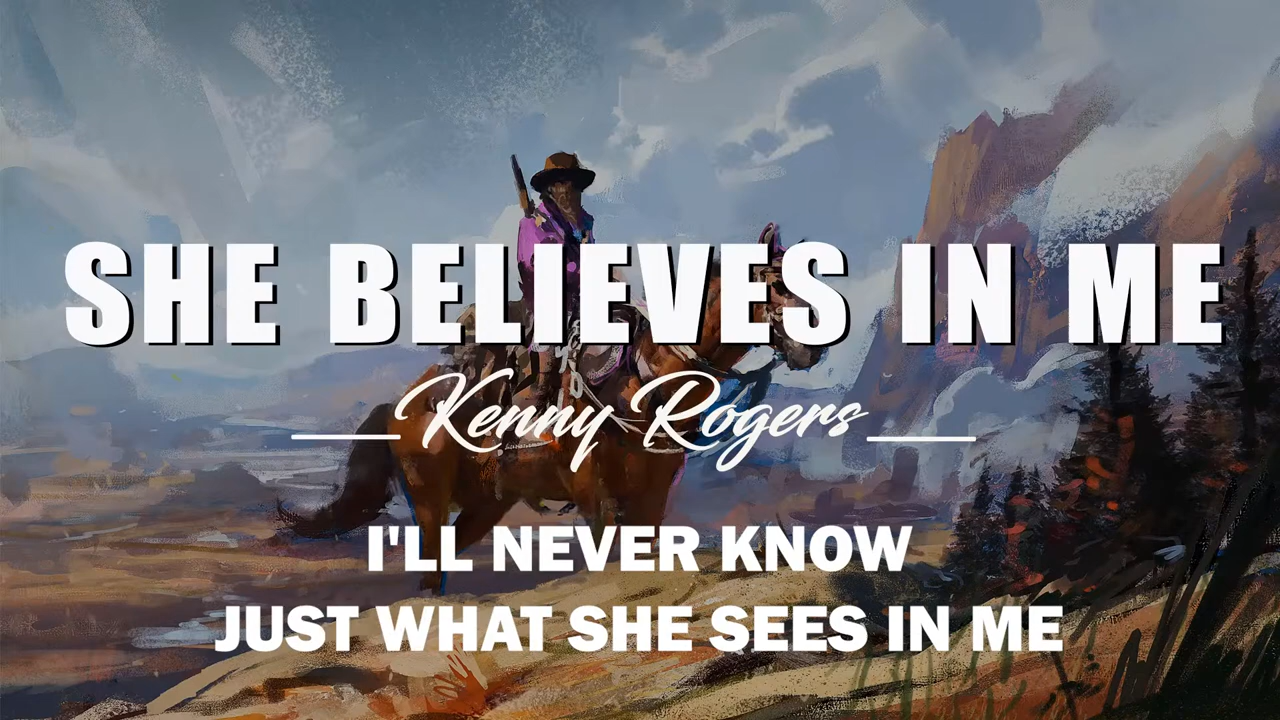 SHE BELIEVES IN ME
Kenny Rogers
I'LL NEVER KNOW
JUST WHAT SHE SEES IN ME